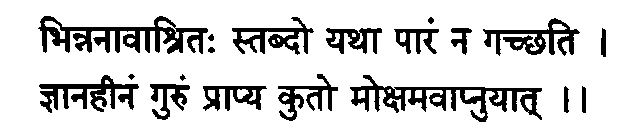 भिन्ननावाश्रितः स्तब्दो यथा पारं न गच्छति ।
ज्ञानहीनं गुरुं प्राप्य कुतो मोक्षमवाप्नुयात् ।।